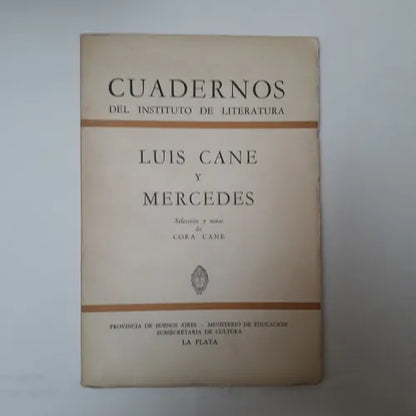 CUADERNOS
DEL INSTITUTO DE LITERATURA
LUIS CANE
Y
MERCEDES
Selección y notas
de
CORA CANE
PROVINCIA DE BUENOS AIRES - MINISTERIO DE EDUCACIÓN
SUBSECRETARIA DE CULTURA
LA PLATA